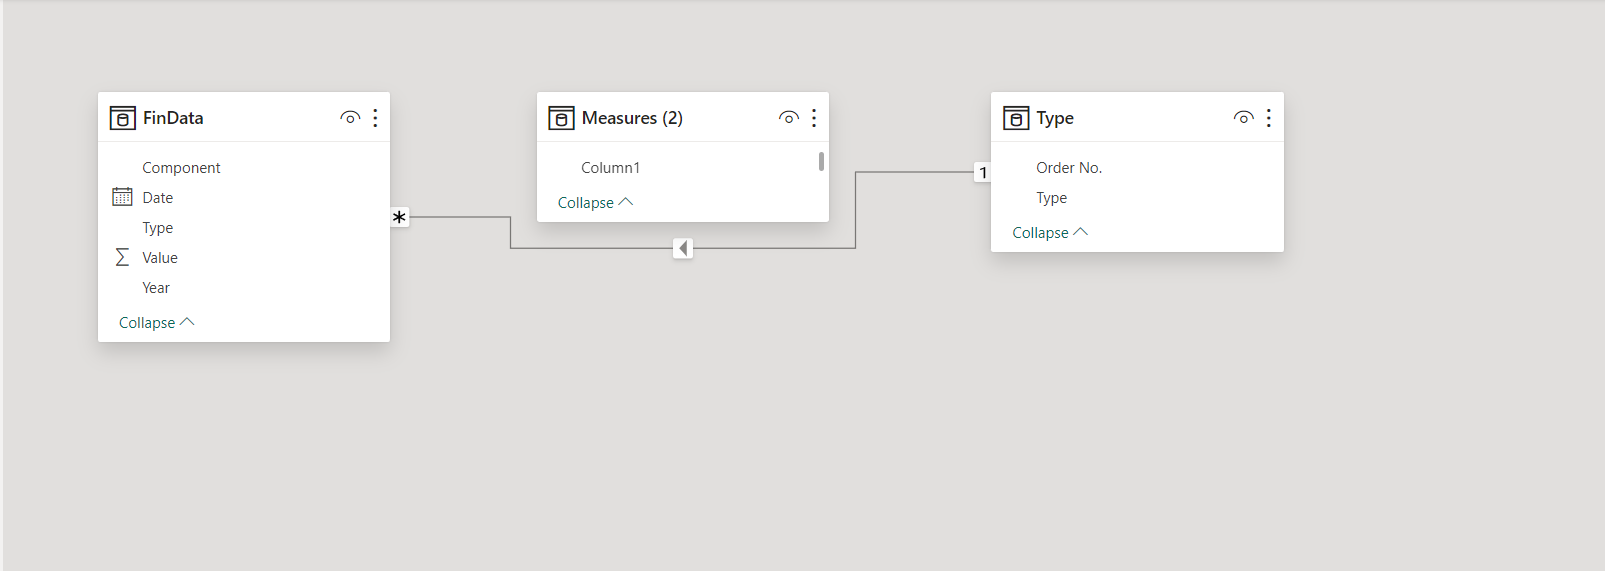 FinData
Component
Date
Type
Value
Year
Collapse
*
Measures (2)
Column1
Collapse
1
Type
Order No.
Type
Collapse